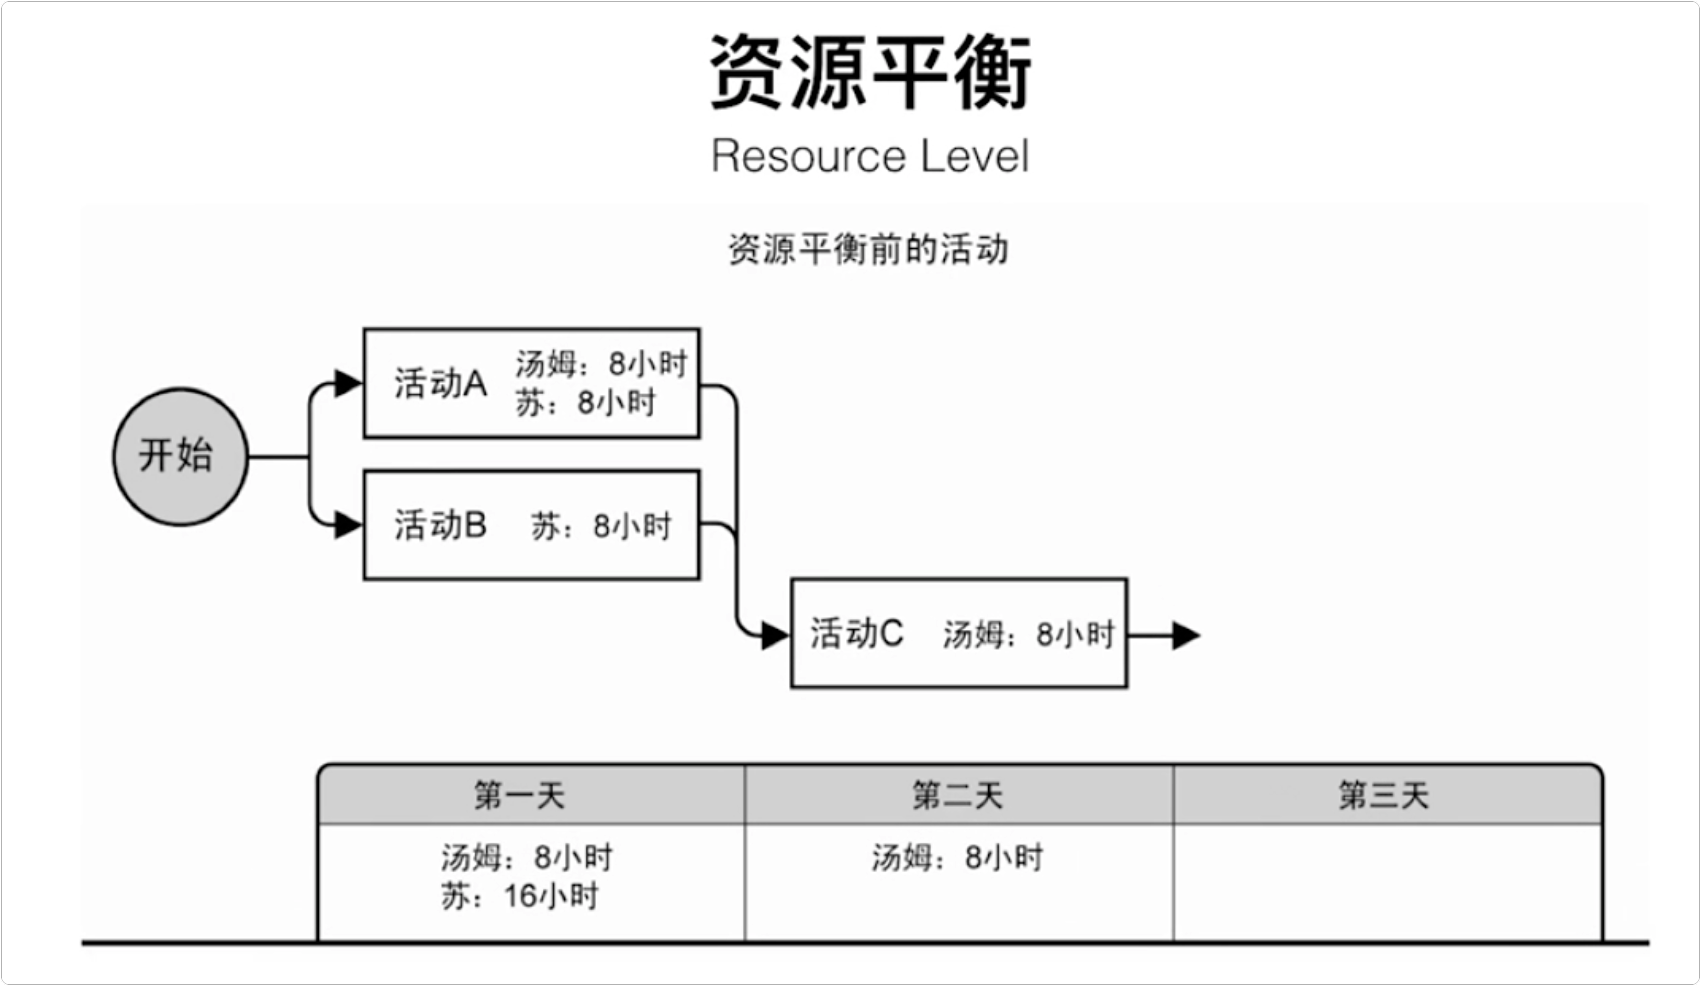 资源平衡
Resource Level
资源平衡前的活动
开始
活动A
汤姆：8小时
苏：8小时
活动B 苏：8小时
活动C 汤姆：8小时
第一天 第二天 第三天
汤姆：8小时 汤姆：8小时
苏：16小时